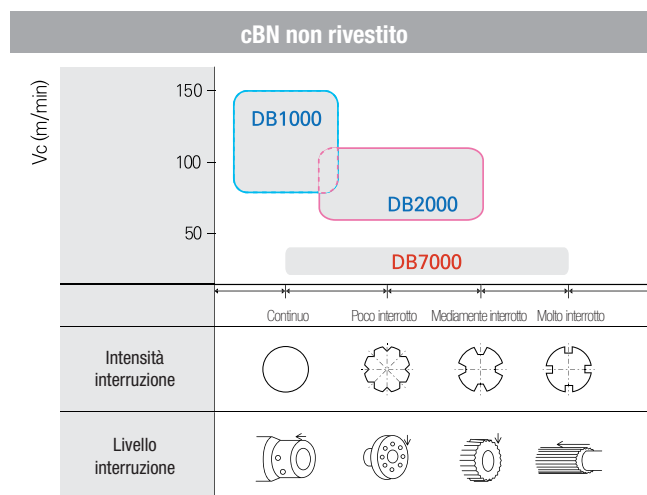 cBN non rivestito
Vc (m/min)
150
100
50
DB1000
DB2000
DB7000
Continuo
Poco interrotto
Mediamente interrotto
Molto interrotto
Intensità
interruzione
Livello
interruzione